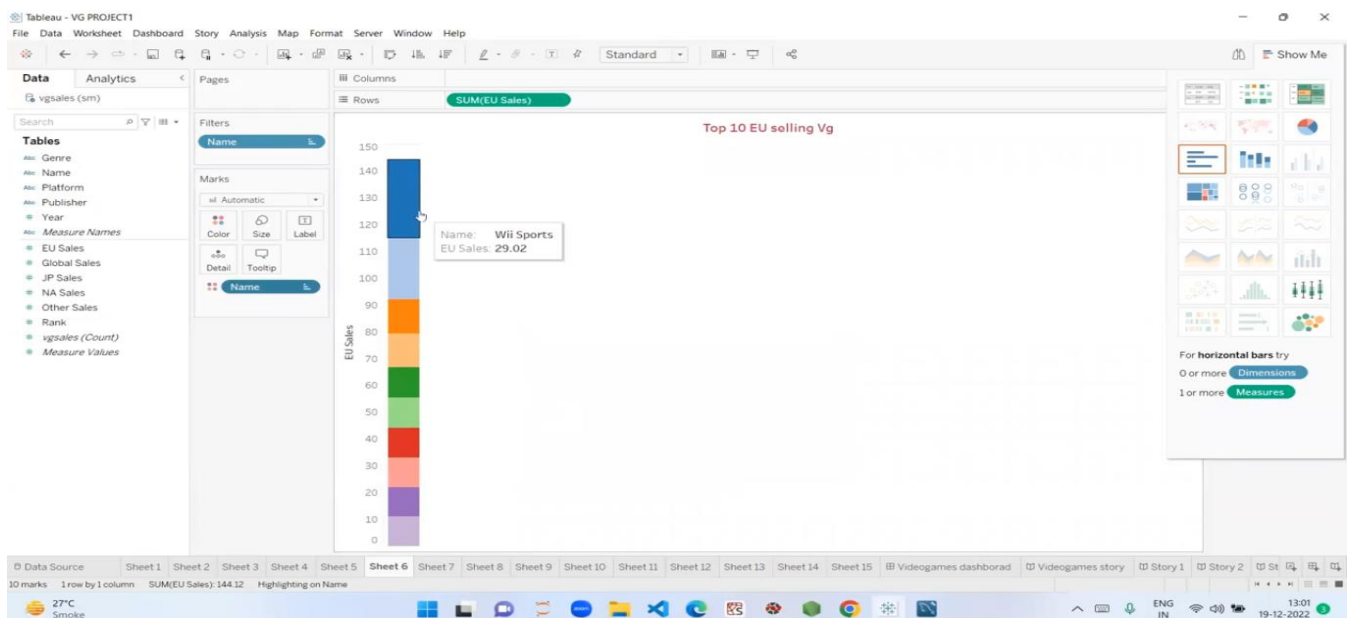 Tableau - VG PROJECT1
File Data Worksheet Dashboard Story Analysis Map Format Server Window Help
Standard
Show Me
Data Analytics
Pages
Columns
vgsales (sm)
Rows
SUM(EU Sales)
Search
Filters
Name
Top 10 EU selling Vg
Tables
Abc Genre
Abc Name
Abc Platform
Abc Publisher
Year
Abc Measure Names
EU Sales
Global Sales
JP Sales
NA Sales
Other Sales
Rank
vgsales (Count)
Measure Values
Marks
Automatic
Color Size Label
Detail Tooltip
Name
150
140
130
120
110
100
90
80
70
60
50
40
30
20
10
0
EU Sales
Name: Wii Sports
EU Sales: 29.02
For horizontal bars try
0 or more Dimensions
1 or more Measures
Data Source Sheet 1 Sheet 2 Sheet 3 Sheet 4 Sheet 5 Sheet 6 Sheet 7 Sheet 8 Sheet 9 Sheet 10 Sheet 11 Sheet 12 Sheet 13 Sheet 14 Sheet 15 Videogames dashborad Videogames story Story 1 Story 2 St
10 marks 1 row by 1 column SUM(EU Sales): 144.12 Highlighting on Name
27°C
Smoke
ENG
IN
13:01
19-12-2022